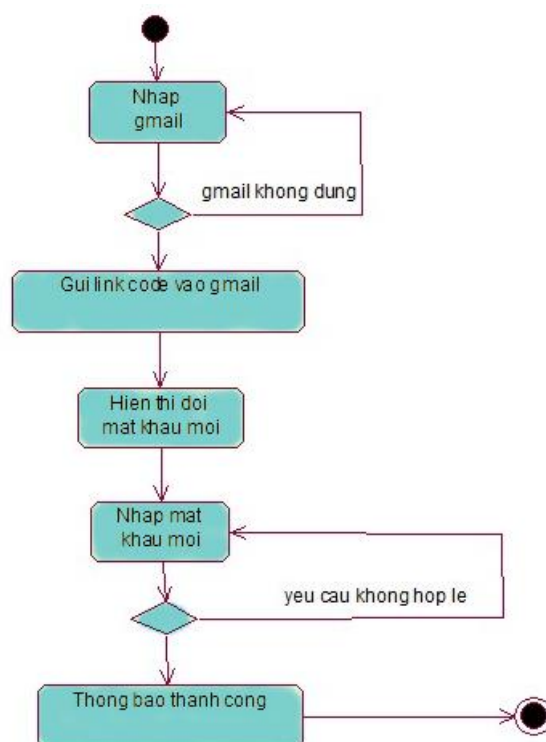 Nhap
gmail
gmail khong dung
Gui link code vao gmail
Hien thi doi
mat khau moi
Nhap mat
khau moi
yeu cau khong hop le
Thong bao thanh cong